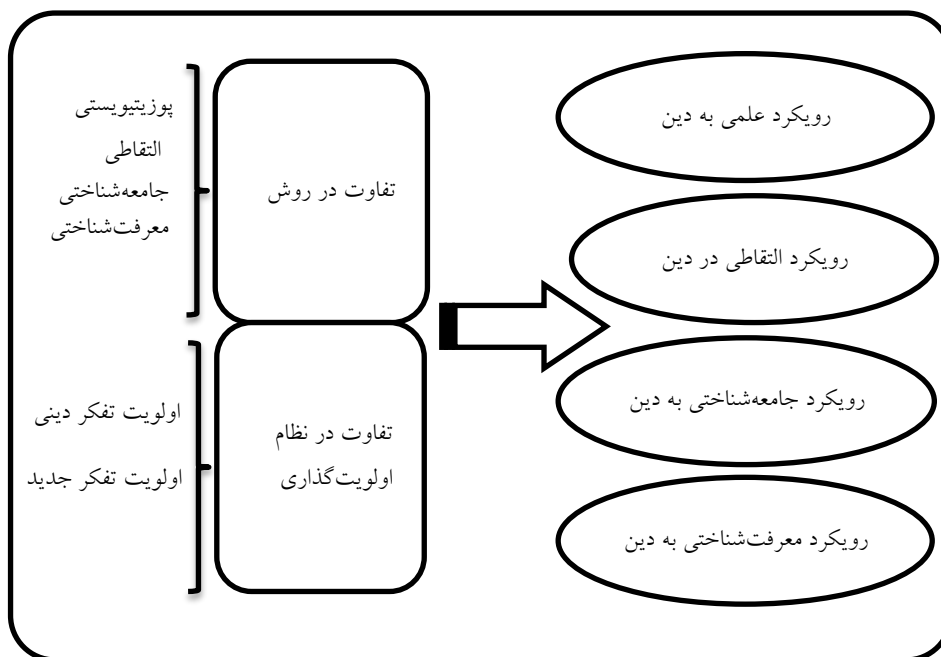 رویکرد علمی به دین
رویکرد التقاطی در دین
رویکرد جامعه‌شناختی به دین
رویکرد معرفت‌شناختی به دین
تفاوت در روش
پوزیتیویستی
التقاطی
جامعه‌شناختی
معرفت‌شناختی
تفاوت در نظام
اولویت‌گذاری
اولویت تفکر دینی
اولویت تفکر جدید